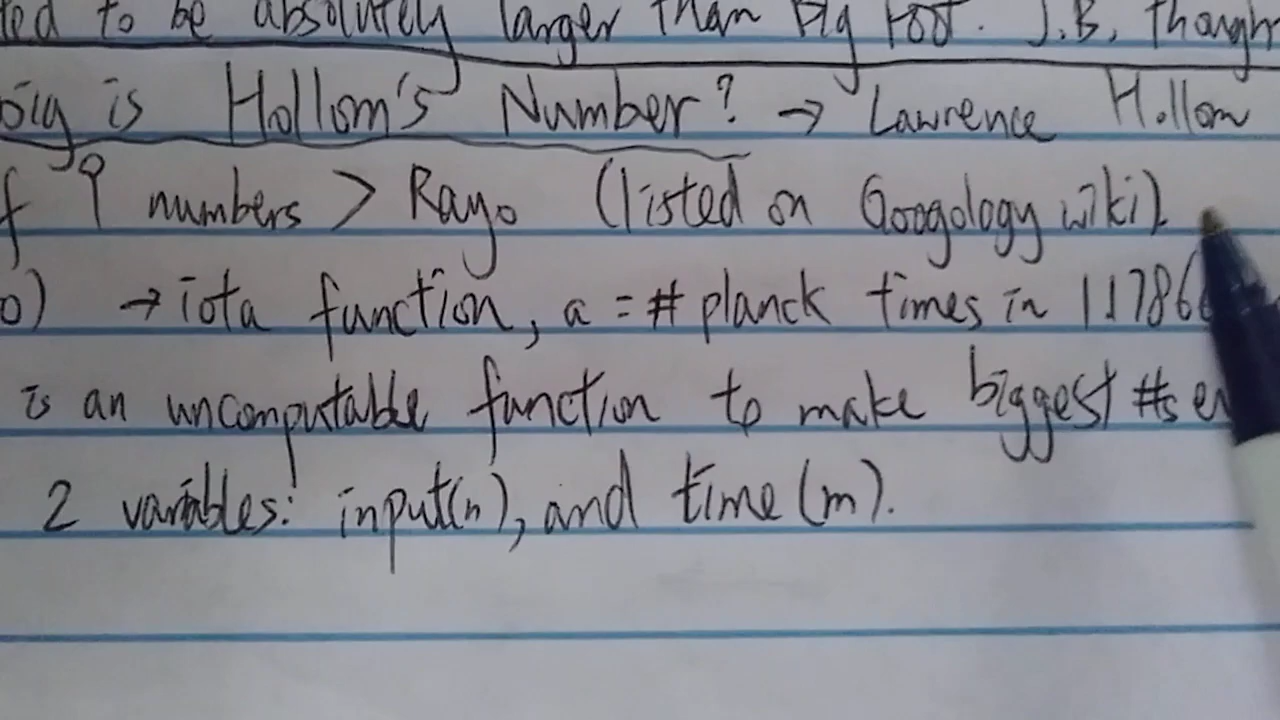 ted to be absolutely larger than Big Foot. J.B. thought
big is Hollom's Number? → Lawrence Hollom
f 9 numbers > Rayo (listed on Googology wiki).
o) → iota function, a = # planck times in 11786
is an uncomputable function to make biggest #s e
2 variables: input(n), and time (m).